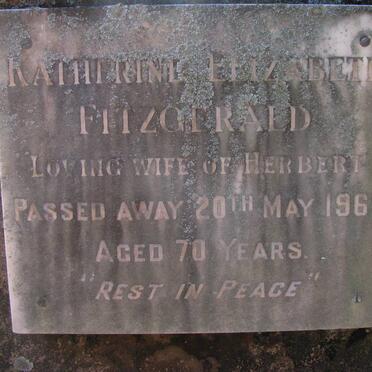 KATHERINE ELIZABETH
FITZGERALD
LOVING WIFE OF HERBERT
PASSED AWAY 20TH MAY 196
AGED 70 YEARS.
"REST IN PEACE"